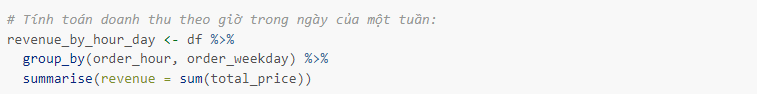 # Tính toán doanh thu theo giờ trong ngày của một tuần:
revenue_by_hour_day <- df %>%
  group_by(order_hour, order_weekday) %>%
  summarise(revenue = sum(total_price))